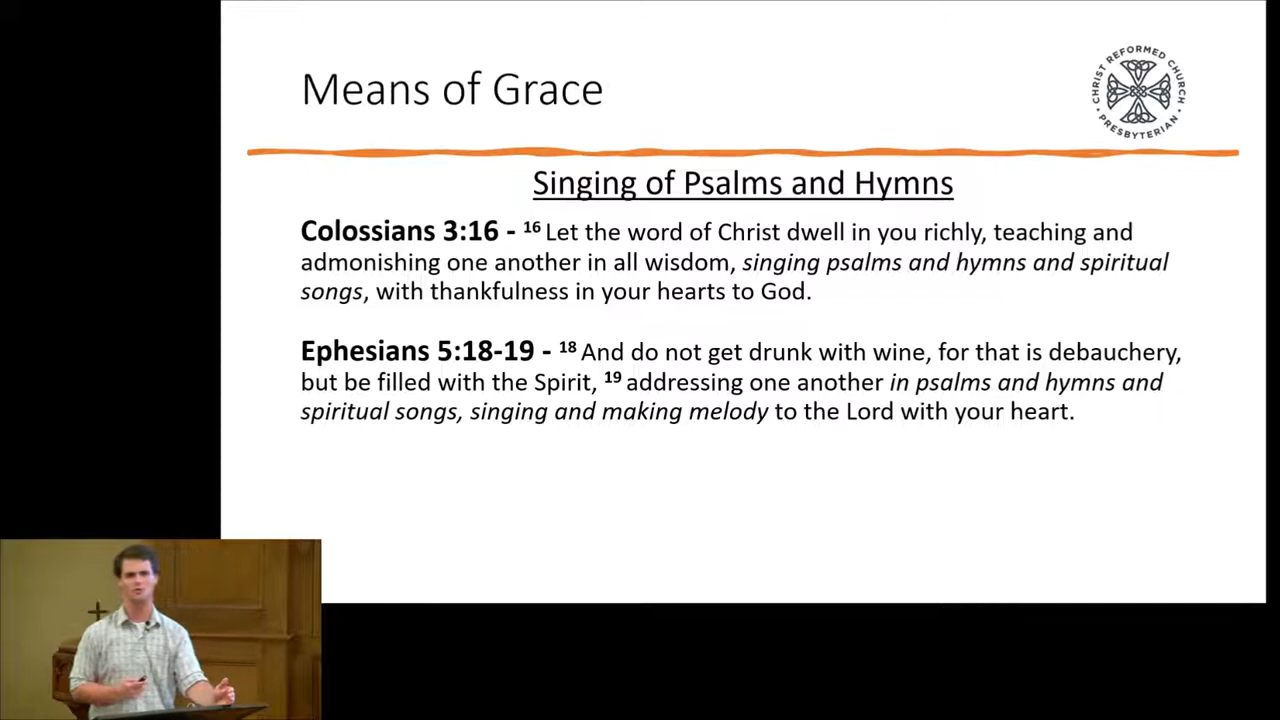 Means of Grace
CHRIST REFORMED CHURCH
PRESBYTERIAN
Singing of Psalms and Hymns
Colossians 3:16 - 16 Let the word of Christ dwell in you richly, teaching and
admonishing one another in all wisdom, singing psalms and hymns and spiritual
songs, with thankfulness in your hearts to God.
Ephesians 5:18-19 - 18 And do not get drunk with wine, for that is debauchery,
but be filled with the Spirit, 19 addressing one another in psalms and hymns and
spiritual songs, singing and making melody to the Lord with your heart.